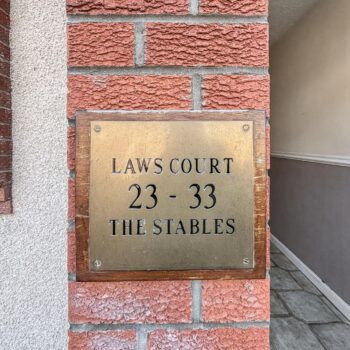 LAWS COURT
23 - 33
THE STABLES